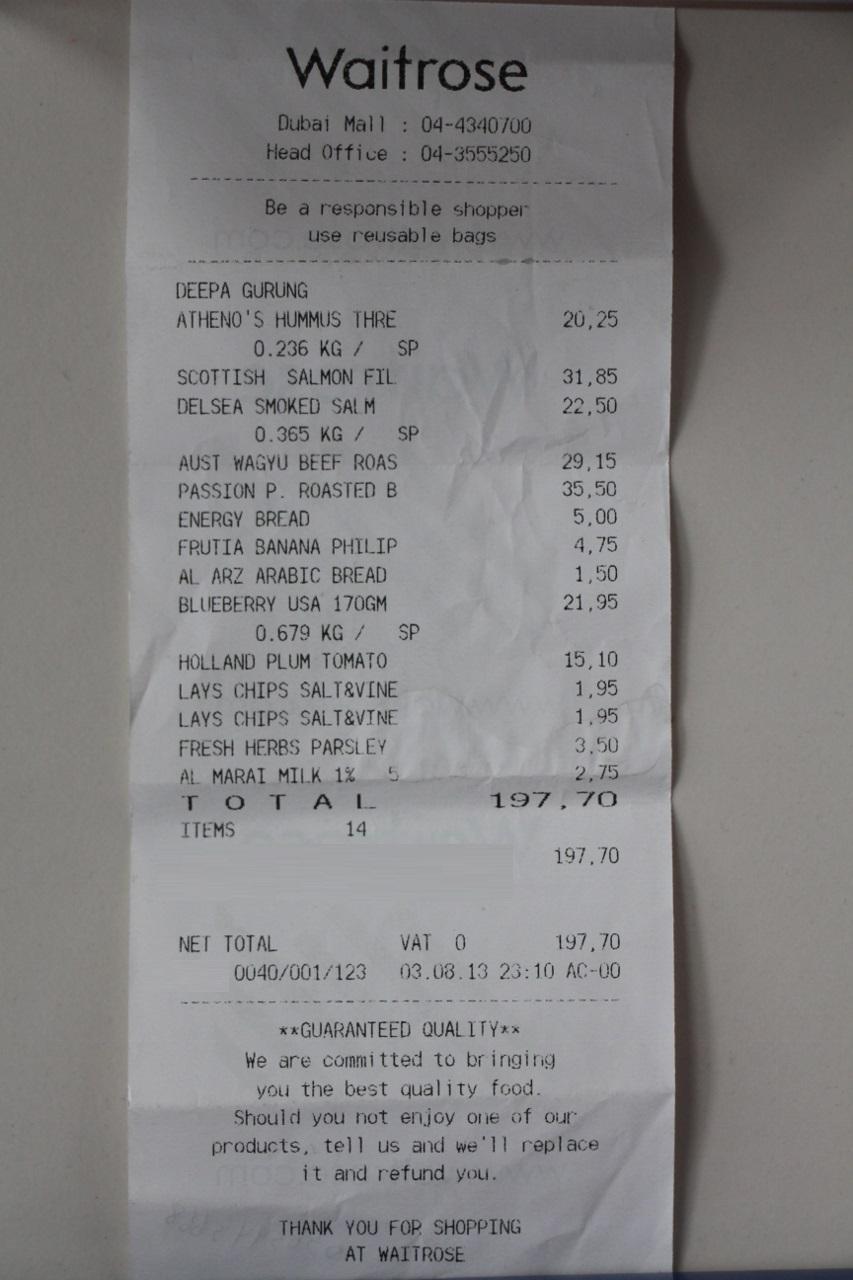 Waitrose
Dubai Mall : 04-4340700
Head Office : 04-3555250
Be a responsible shopper
use reusable bags
DEEPA GURUNG
ATHENO'S HUMMUS THRE 20,25
0.236 KG / SP
SCOTTISH SALMON FIL 31,85
DELSEA SMOKED SALM 22,50
0.365 KG / SP
AUST WAGYU BEEF ROAS 29,15
PASSION P. ROASTED B 35,50
ENERGY BREAD 5,00
FRUTIA BANANA PHILIP 4,75
AL ARZ ARABIC BREAD 1,50
BLUEBERRY USA 170GM 21,95
0.679 KG / SP
HOLLAND PLUM TOMATO 15,10
LAYS CHIPS SALT&VINE 1,95
LAYS CHIPS SALT&VINE 1,95
FRESH HERBS PARSLEY 3,50
AL MARAI MILK 1% 5 2,75
T O T A L 197,70
ITEMS 14
197,70
NET TOTAL VAT 0 197,70
0040/001/123 03.08.13 23:10 AC-00
**GUARANTEED QUALITY**
We are committed to bringing
you the best quality food.
Should you not enjoy one of our
products, tell us and we'll replace
it and refund you.
THANK YOU FOR SHOPPING
AT WAITROSE